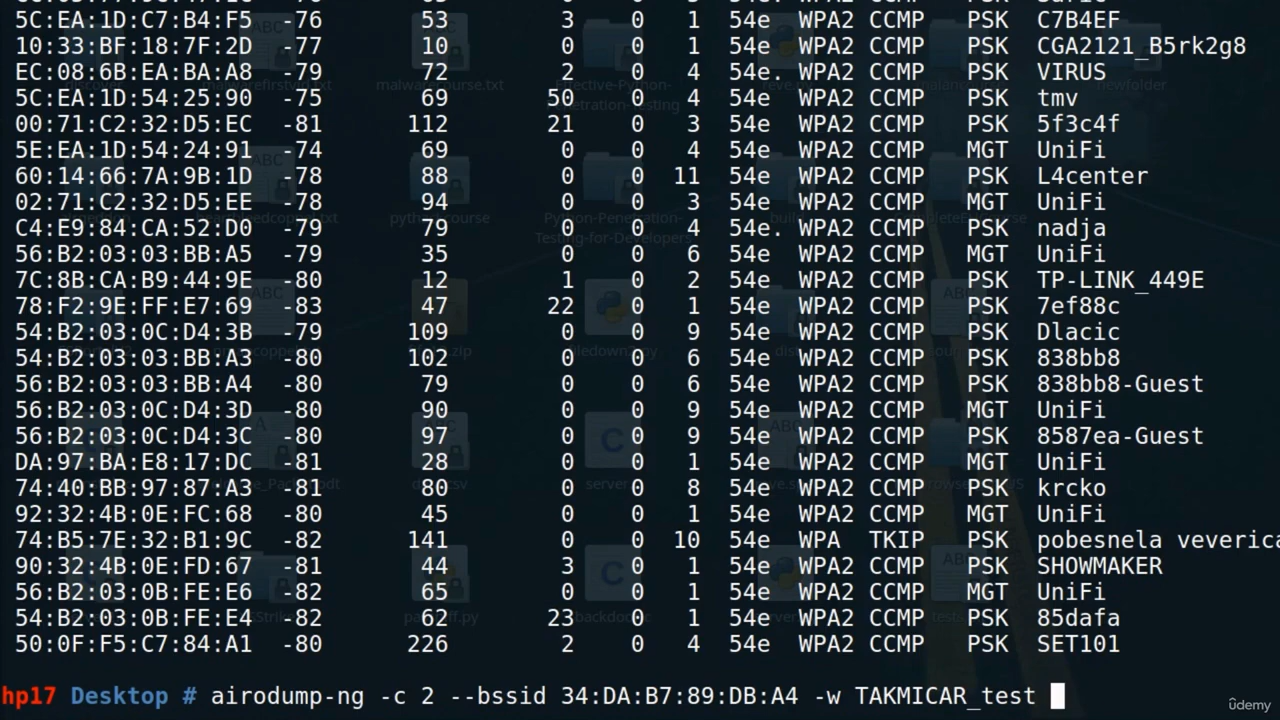 5C:EA:1D:C7:B4:F5 -76 53 3 0 1 54e WPA2 CCMP PSK C7B4EF
10:33:BF:18:7F:2D -77 10 0 0 1 54e WPA2 CCMP PSK CGA2121_B5rk2g8
EC:08:6B:EA:BA:A8 -79 72 2 0 4 54e. WPA2 CCMP PSK VIRUS
5C:EA:1D:54:25:90 -75 69 50 0 4 54e WPA2 CCMP PSK tmv
00:71:C2:32:D5:EC -81 112 21 0 3 54e WPA2 CCMP PSK 5f3c4f
5E:EA:1D:54:24:91 -74 69 0 0 4 54e WPA2 CCMP MGT UniFi
60:14:66:7A:9B:1D -78 88 0 0 11 54e WPA2 CCMP PSK L4center
02:71:C2:32:D5:EE -78 94 0 0 3 54e WPA2 CCMP MGT UniFi
C4:E9:84:CA:52:D0 -79 79 0 0 4 54e. WPA2 CCMP PSK nadja
56:B2:03:03:BB:A5 -79 35 0 0 6 54e WPA2 CCMP MGT UniFi
7C:8B:CA:B9:44:9E -80 12 1 0 2 54e WPA2 CCMP PSK TP-LINK_449E
78:F2:9E:FF:E7:69 -83 47 22 0 1 54e WPA2 CCMP PSK 7ef88c
54:B2:03:0C:D4:3B -79 109 0 0 9 54e WPA2 CCMP PSK Dlacic
54:B2:03:03:BB:A3 -80 102 0 0 6 54e WPA2 CCMP PSK 838bb8
56:B2:03:03:BB:A4 -80 79 0 0 6 54e WPA2 CCMP PSK 838bb8-Guest
56:B2:03:0C:D4:3D -80 90 0 0 9 54e WPA2 CCMP MGT UniFi
56:B2:03:0C:D4:3C -80 97 0 0 9 54e WPA2 CCMP PSK 8587ea-Guest
DA:97:BA:E8:17:DC -81 28 0 0 1 54e WPA2 CCMP MGT UniFi
74:40:BB:97:87:A3 -81 80 0 0 8 54e WPA2 CCMP PSK krcko
92:32:4B:0E:FC:68 -80 45 0 0 1 54e WPA2 CCMP MGT UniFi
74:B5:7E:32:B1:9C -82 141 0 0 10 54e WPA TKIP PSK pobesnela veverica
90:32:4B:0E:FD:67 -81 44 3 0 1 54e WPA2 CCMP PSK SHOWMAKER
56:B2:03:0B:FE:E6 -82 65 0 0 1 54e WPA2 CCMP MGT UniFi
54:B2:03:0B:FE:E4 -82 62 23 0 1 54e WPA2 CCMP PSK 85dafa
50:0F:F5:C7:84:A1 -80 226 2 0 4 54e WPA2 CCMP PSK SET101
hp17 Desktop # airodump-ng -c 2 --bssid 34:DA:B7:89:DB:A4 -w TAKMICAR_test
ûdemy